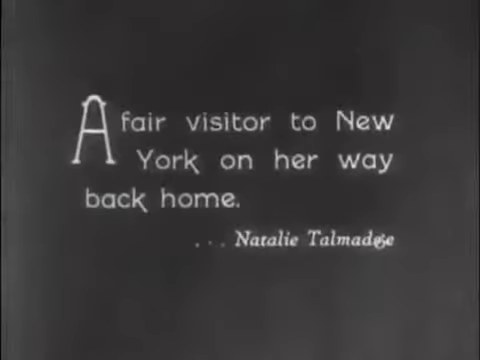 A fair visitor to New
York on her way
back home.
... Natalie Talmadge